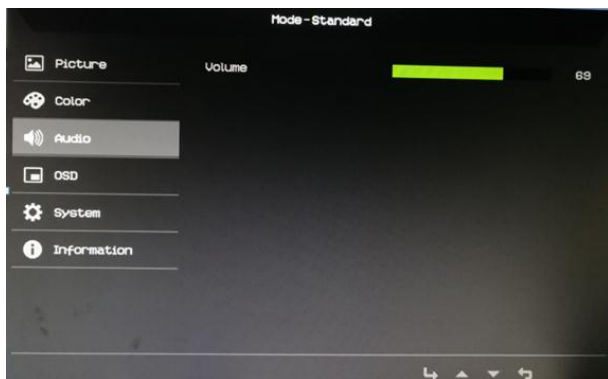 Mode-Standard
Picture
Volume
69
Color
Audio
OSD
System
Information